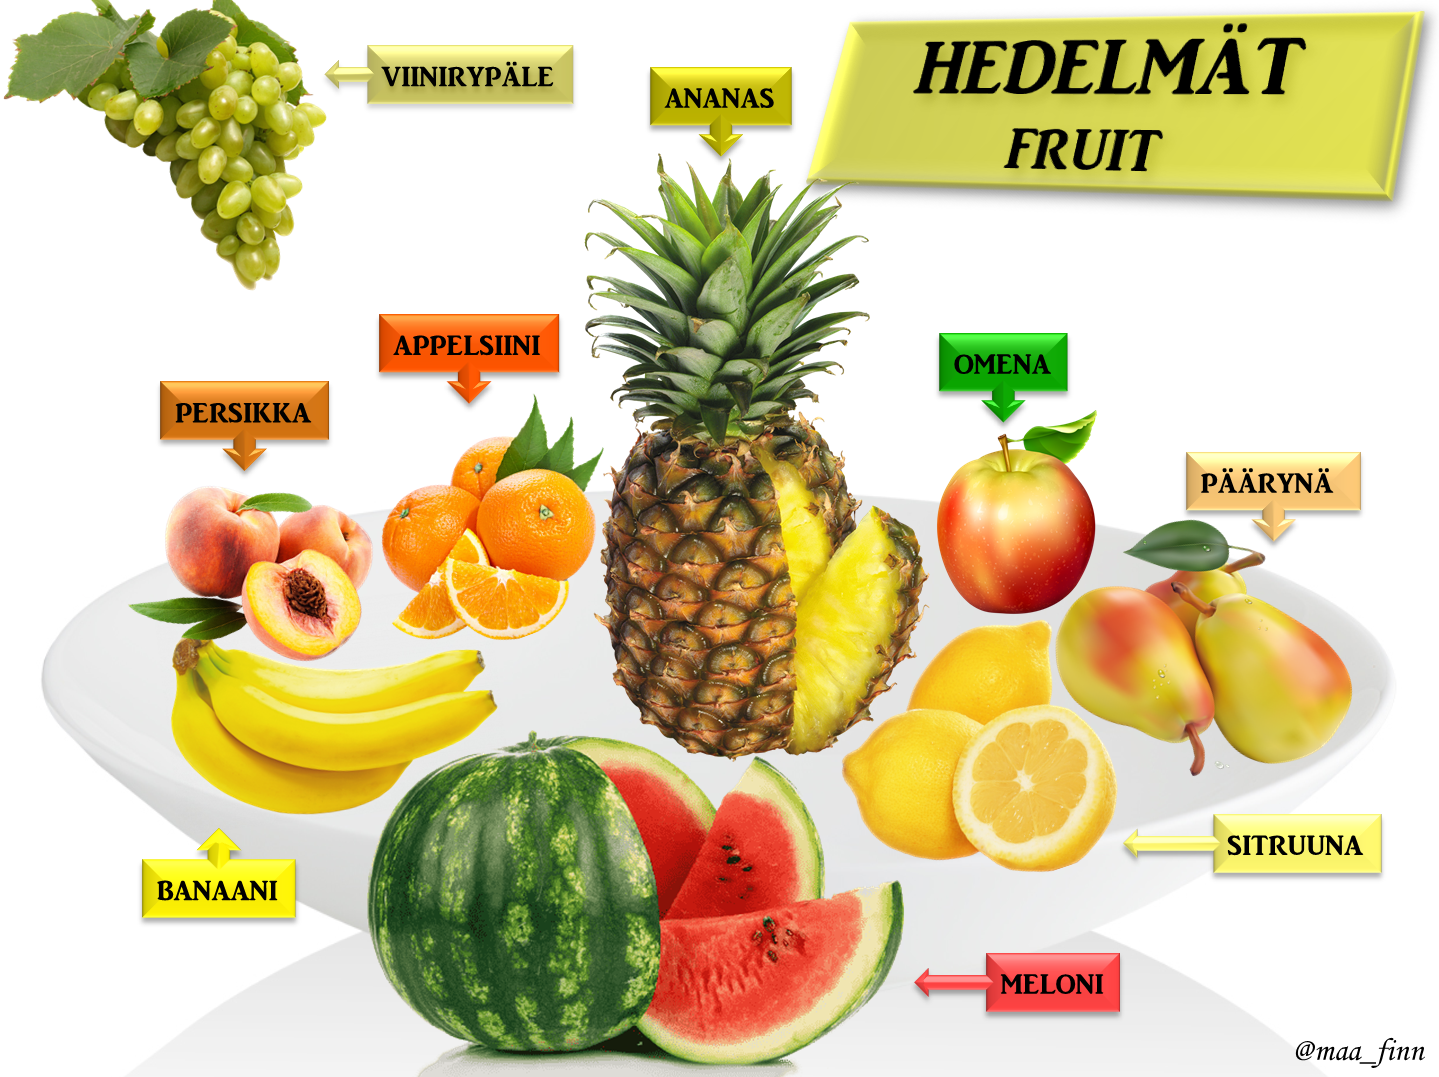 HEDELMÄT
FRUIT
VIINIRYPÄLE
ANANAS
APPELSIINI
OMENA
PERSIKKA
PÄÄRYNÄ
SITRUUNA
BANAANI
MELONI
@maa_finn